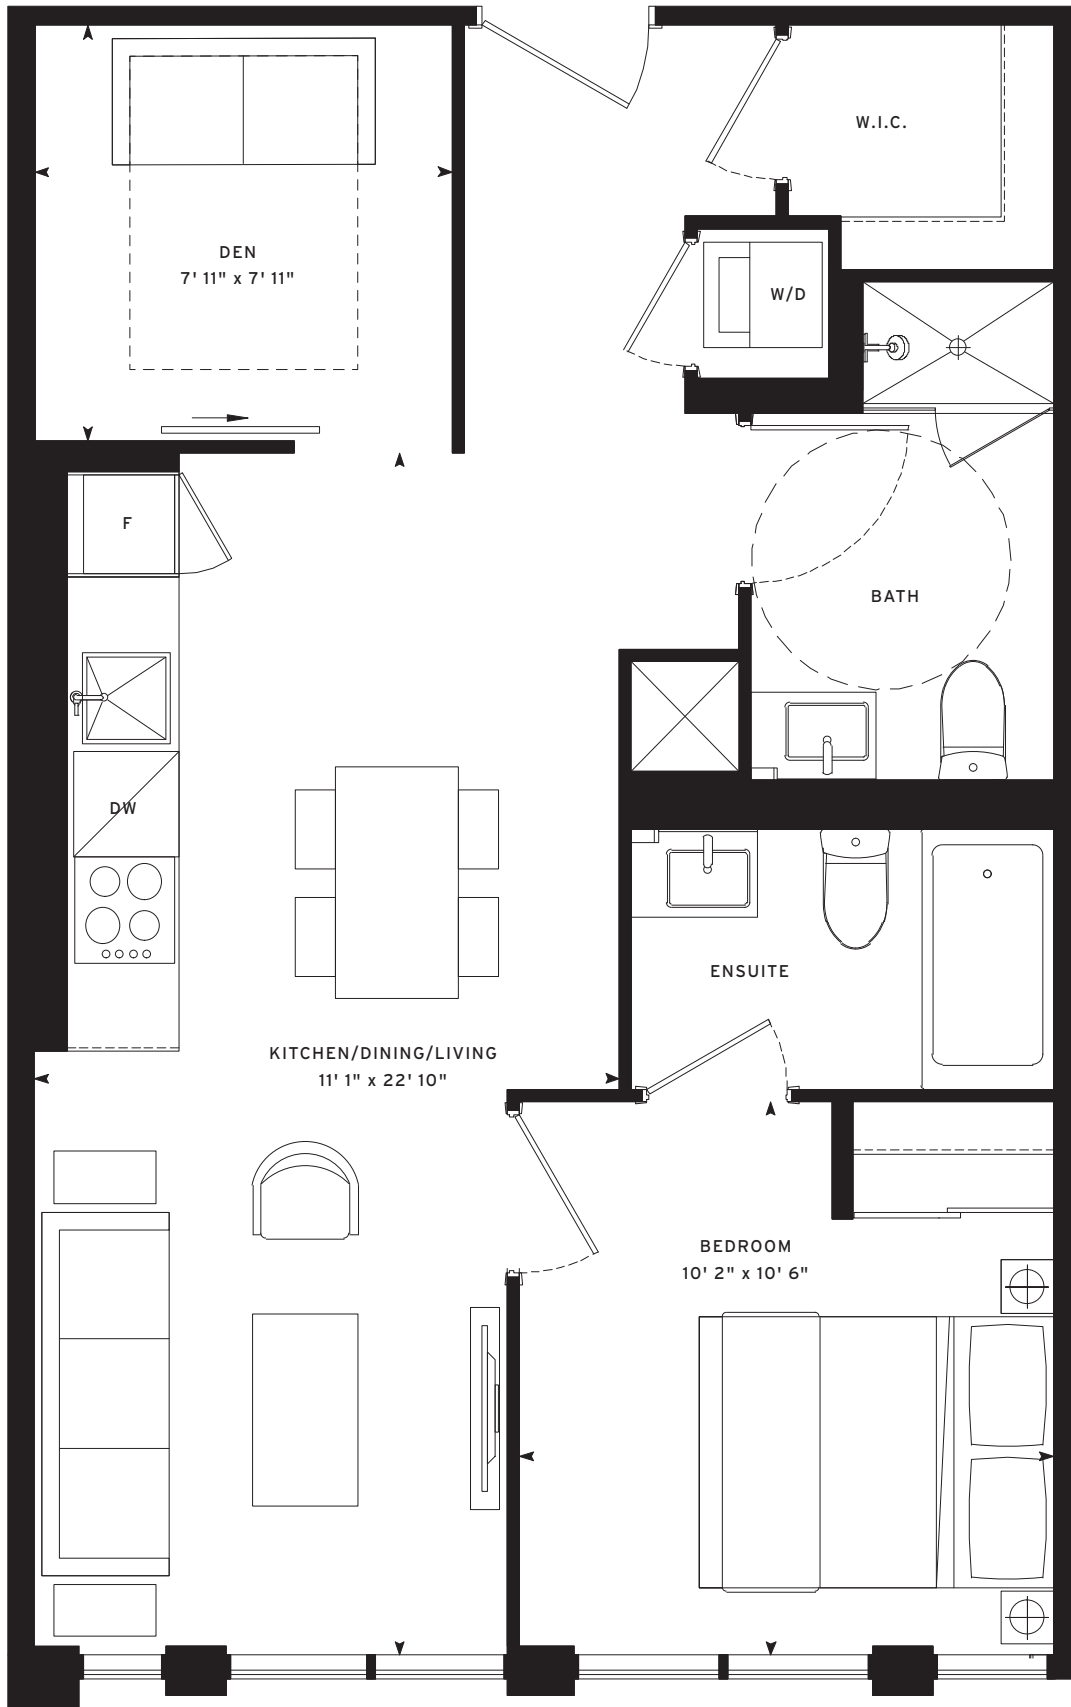 W.I.C.
DEN
7' 11" x 7' 11"
W/D
F
BATH
DW
ENSUITE
KITCHEN/DINING/LIVING
11' 1" x 22' 10"
BEDROOM
10' 2" x 10' 6"